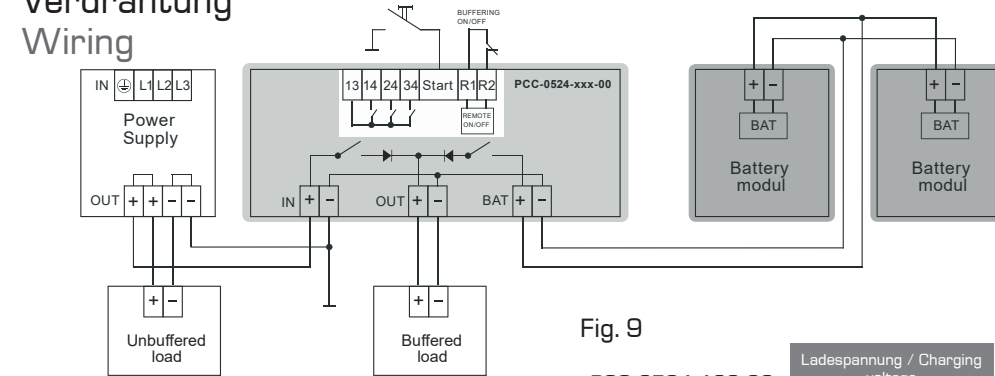 Verdrahtung
Wiring
BUFFERING
ON/OFF
IN L1 L2 L3
Power
Supply
OUT + + − −
13 14 24 34 Start R1 R2
PCC-0524-xxx-00
REMOTE
ON/OFF
IN + −
OUT + −
BAT + −
+ −
BAT
Battery
modul
+ −
BAT
Battery
modul
+ −
Unbuffered
load
+ −
Buffered
load
Fig. 9
Ladespannung / Charging